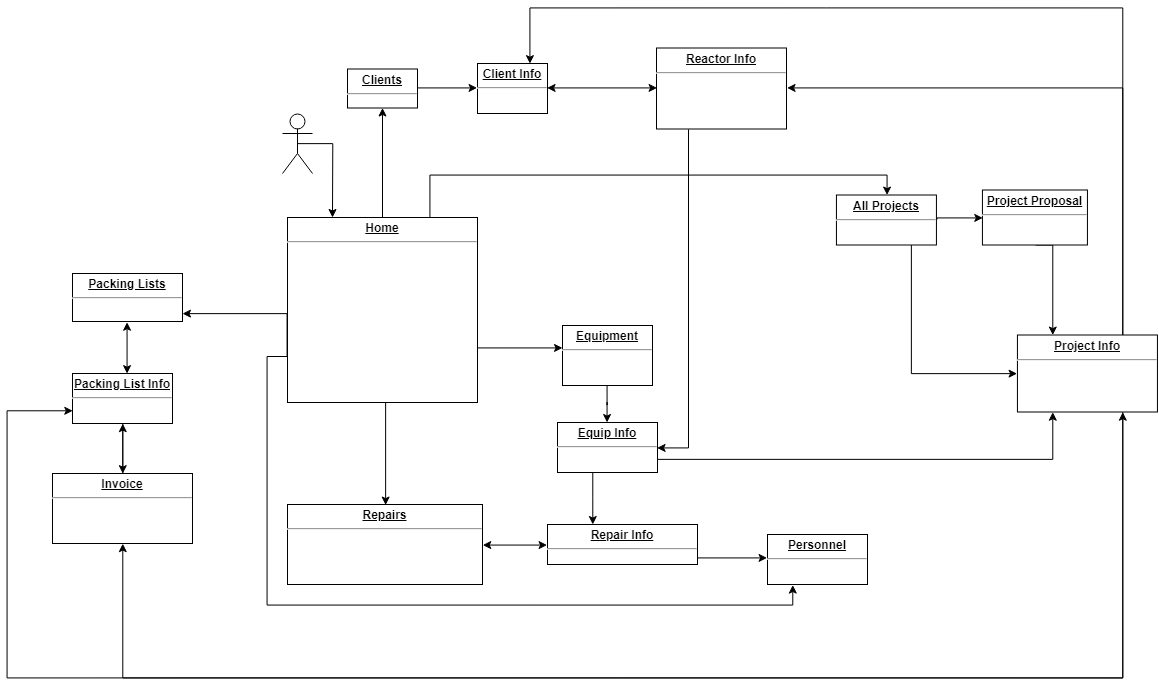 Reactor Info
Client Info
Clients
Project Proposal
All Projects
Home
Packing Lists
Equipment
Project Info
Packing List Info
Equip Info
Invoice
Repairs
Repair Info
Personnel